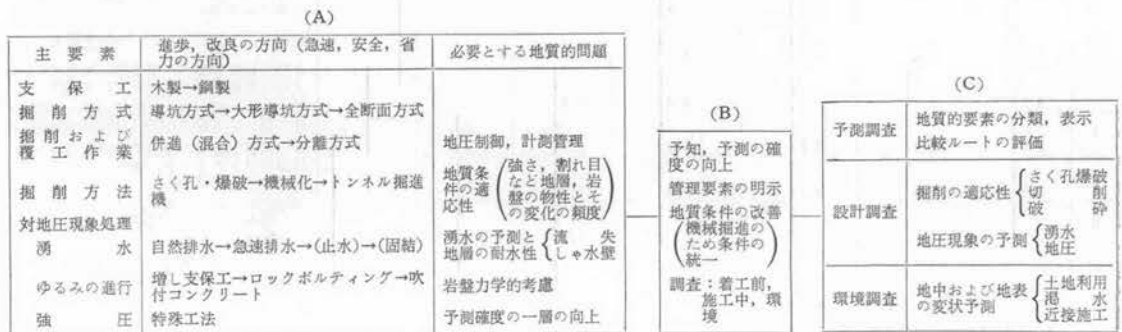 (A)
主要素
進歩，改良の方向（急速，安全，省
力の方向）
必要とする地質的問題
支保工
木製→鋼製
掘削方式
導坑方式→大形導坑方式→全断面方式
掘削および
覆工作業
併進（混合）方式→分離方式
地圧制御，計測管理
掘削方法
さく孔・爆破→機械化→トンネル掘進
機
地質条
件の適
応性
強さ，割れ目
など地層，岩
盤の物性とそ
の変化の頻度
対地圧現象処理
湧水
自然排水→急速排水→(止水)→(固結)
湧水の予測と
地層の耐水性
流失
しゃ水壁
ゆるみの進行
増し支保工→ロックボルティング→吹
付コンクリート
岩盤力学的考慮
強圧
特殊工法
予測確度の一層の向上
(B)
予知，予測の確
度の向上
管理要素の明示
地質条件の改善
(機械掘進の
ため条件の
統一)
調査：着工前，
施工中，環
境
(C)
予測調査
地質的要素の分類，表示
比較ルートの評価
設計調査
掘削の適応性
さく孔爆破
切削
破砕
地圧現象の予測
湧水
地圧
環境調査
地中および地表
の変状予測
土地利用
渇水
近接施工